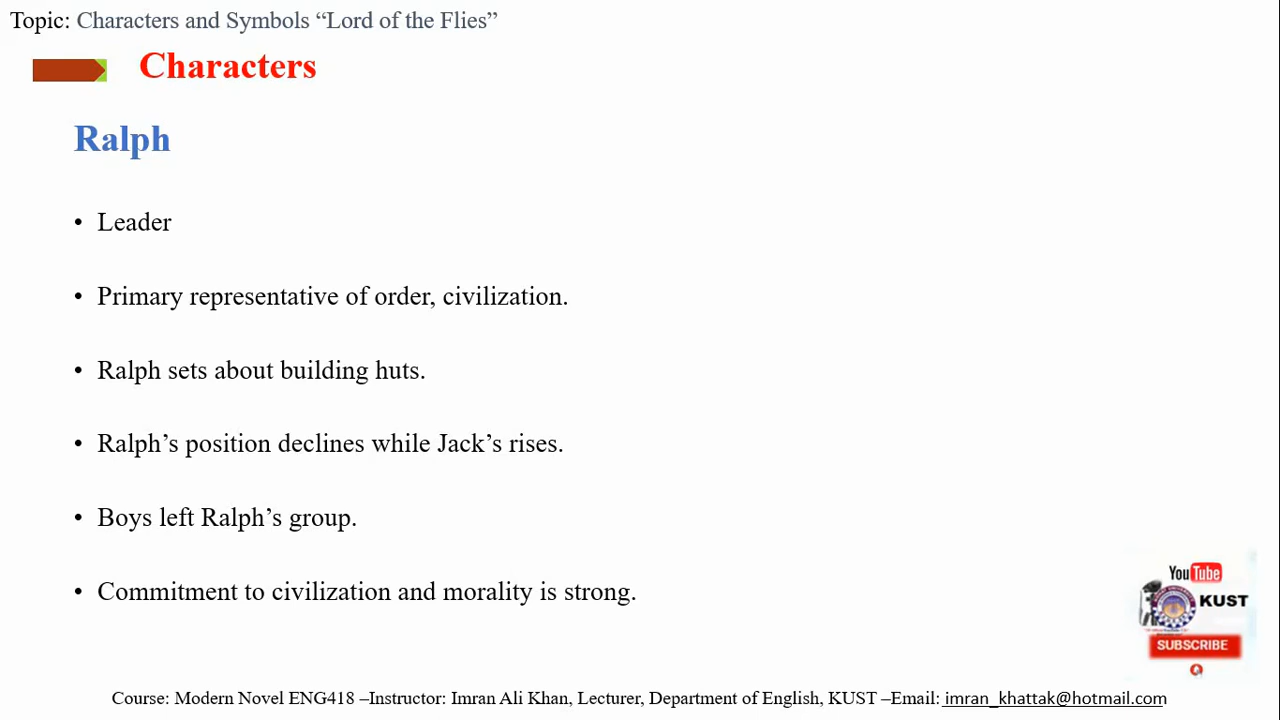 Topic: Characters and Symbols “Lord of the Flies”
Characters
Ralph
• Leader
• Primary representative of order, civilization.
• Ralph sets about building huts.
• Ralph’s position declines while Jack’s rises.
• Boys left Ralph’s group.
• Commitment to civilization and morality is strong.
YouTube
KUST
SUBSCRIBE
Course: Modern Novel ENG418 –Instructor: Imran Ali Khan, Lecturer, Department of English, KUST –Email: imran_khattak@hotmail.com